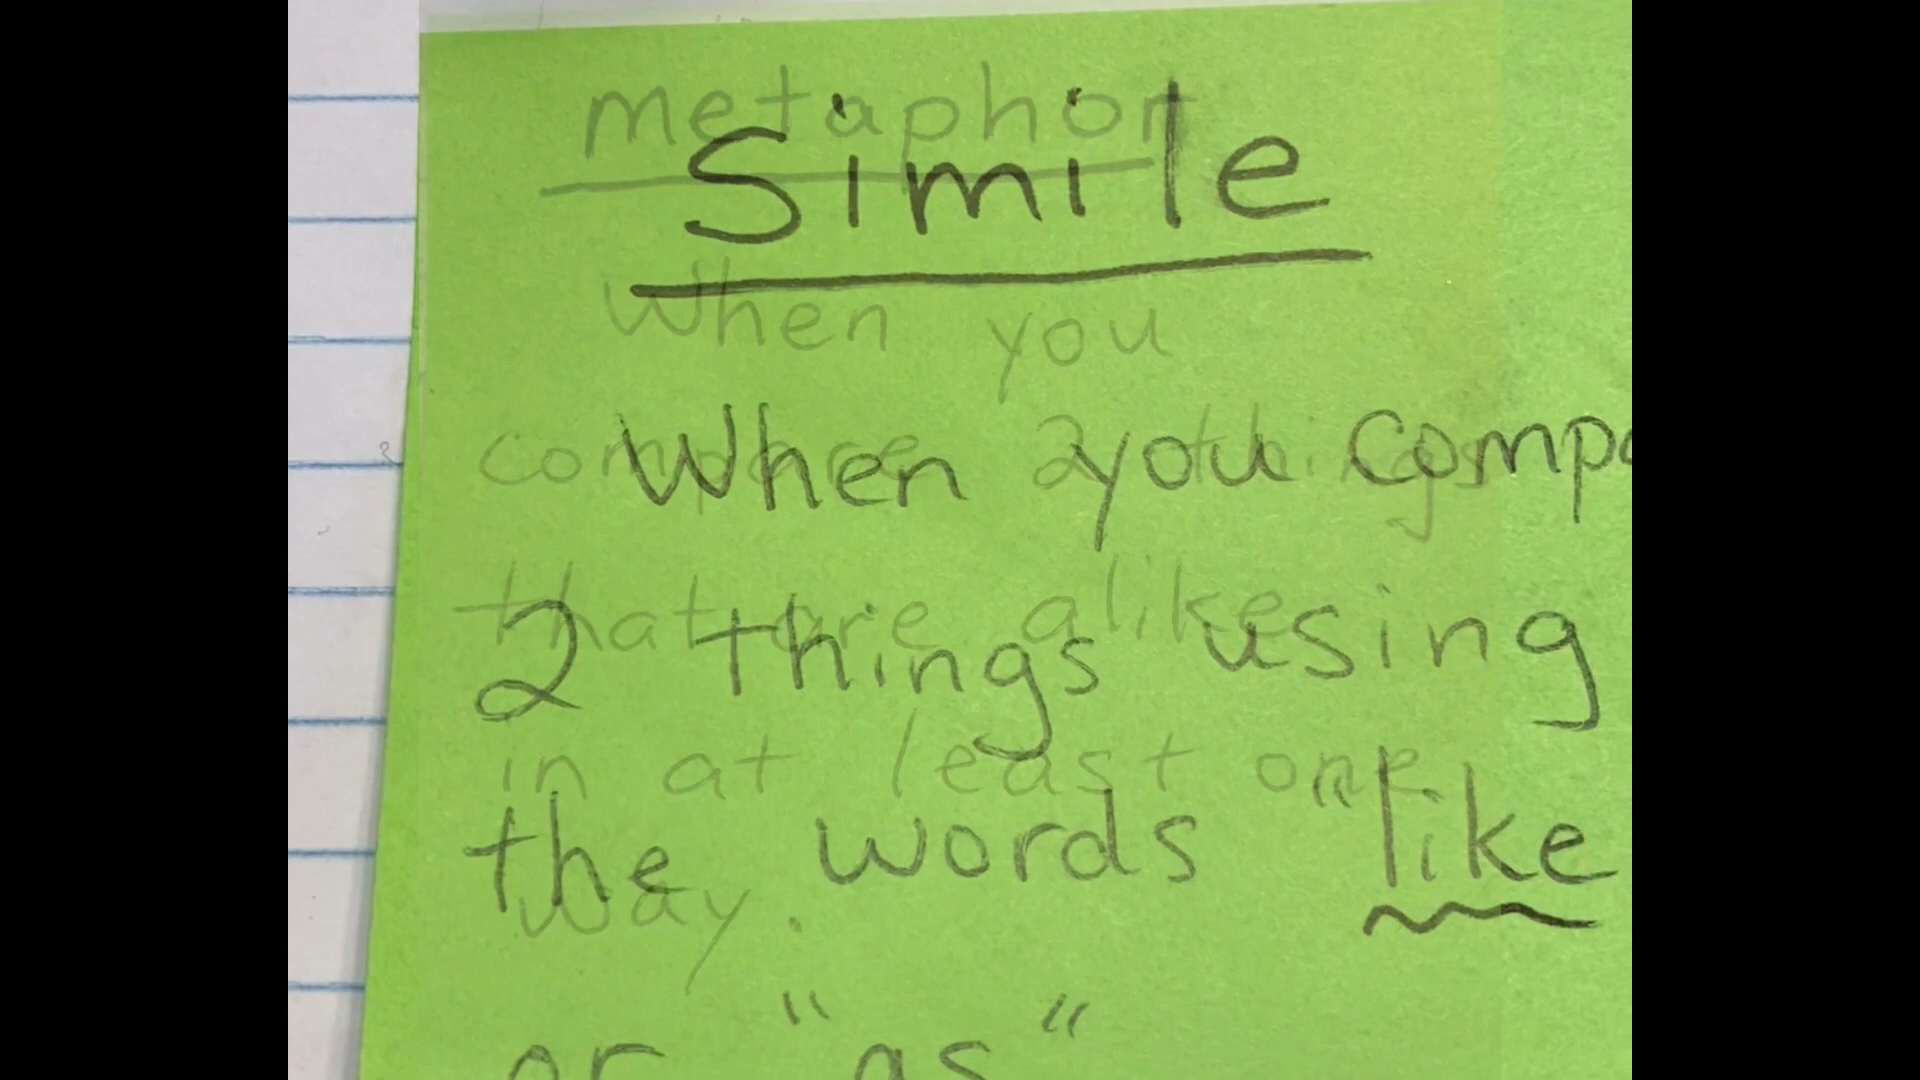 metaphor
When you
compare 2 things
that are alike
in at least one
way.
Simile
When you comp
2 things using
the words "like
or "as"